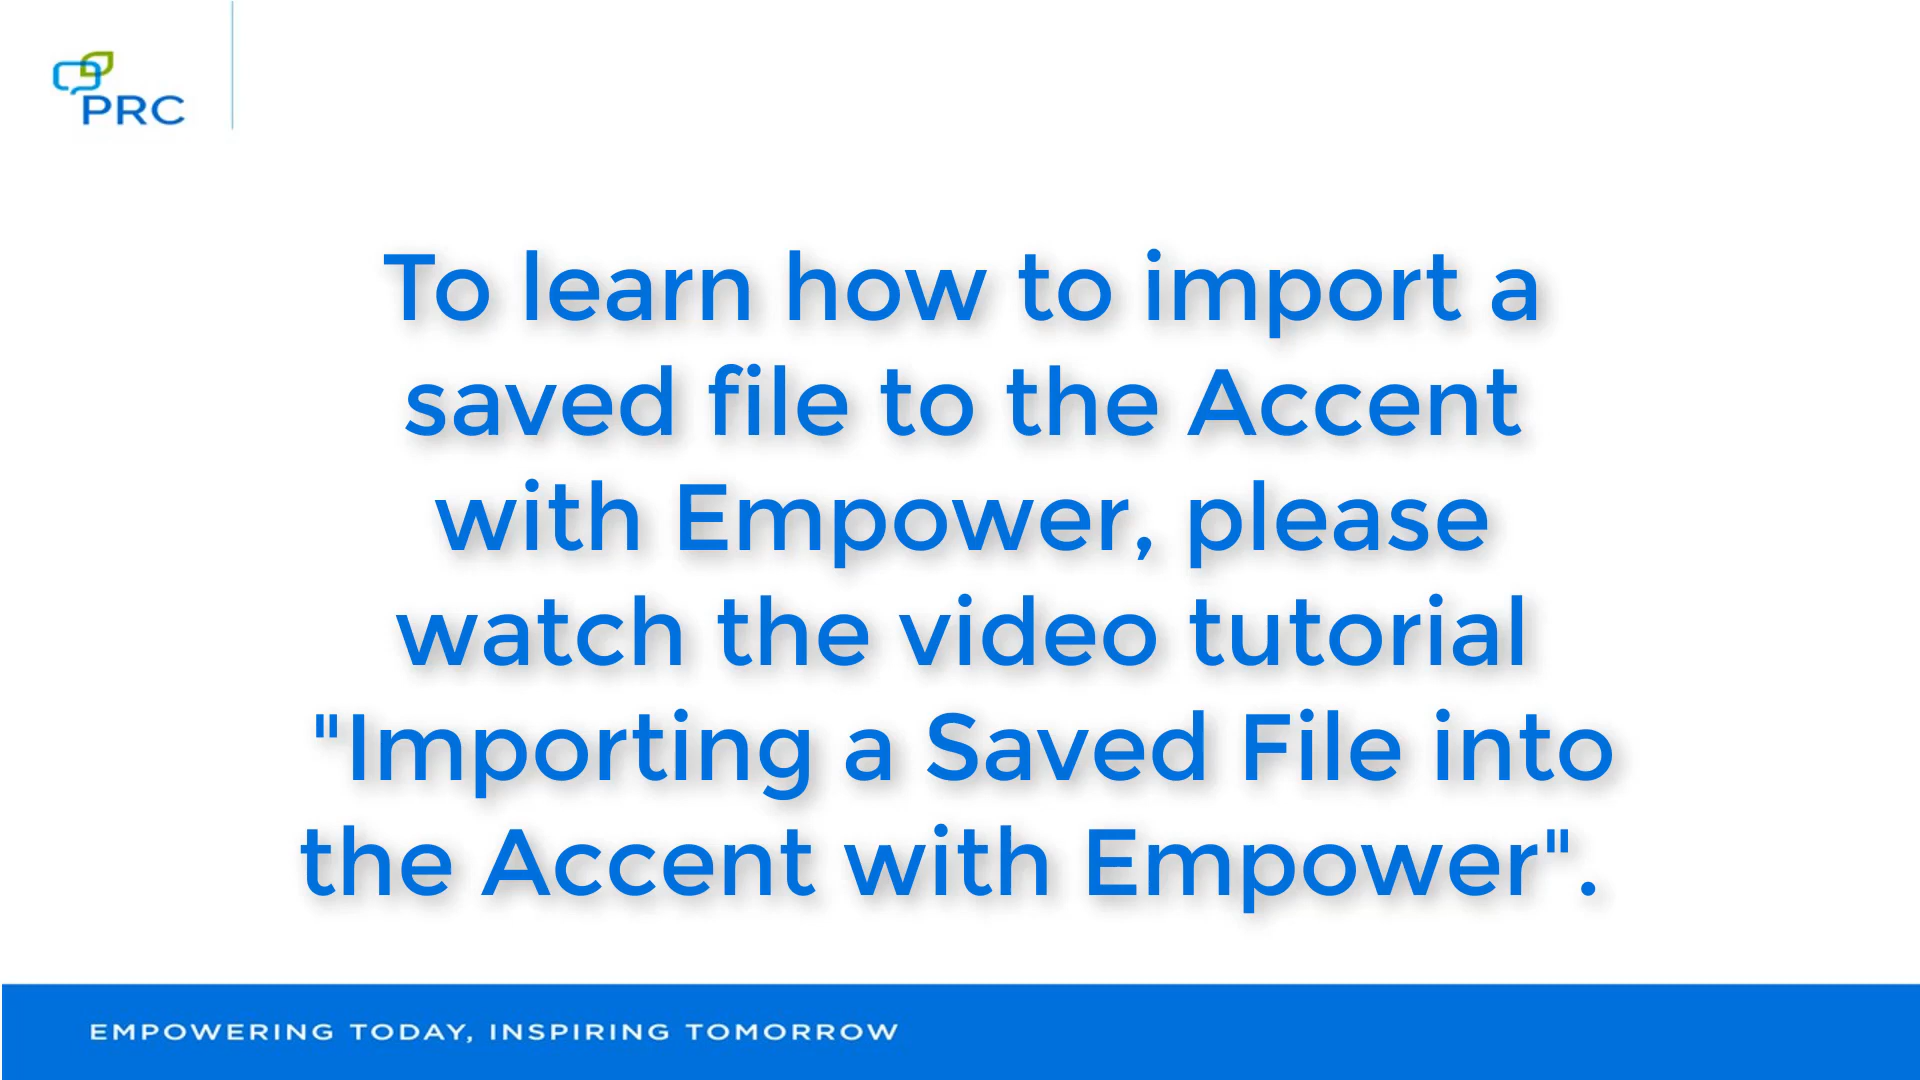 PRC
To learn how to import a
saved file to the Accent
with Empower, please
watch the video tutorial
"Importing a Saved File into
the Accent with Empower".
EMPOWERING TODAY, INSPIRING TOMORROW